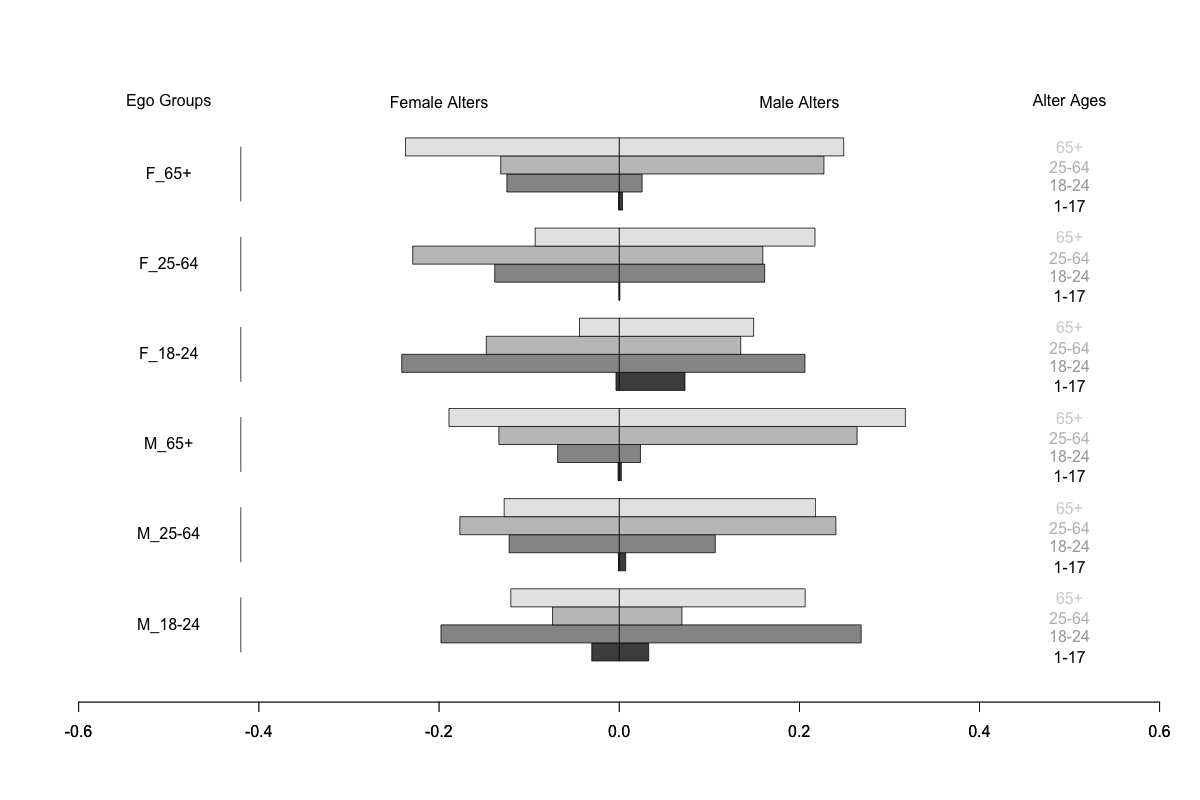 Ego Groups Female Alters Male Alters Alter Ages
65+
F_65+ 25-64
18-24
1-17
65+
F_25-64 25-64
18-24
1-17
65+
F_18-24 25-64
18-24
1-17
65+
M_65+ 25-64
18-24
1-17
65+
M_25-64 25-64
18-24
1-17
65+
M_18-24 25-64
18-24
1-17
-0.6 -0.4 -0.2 0.0 0.2 0.4 0.6